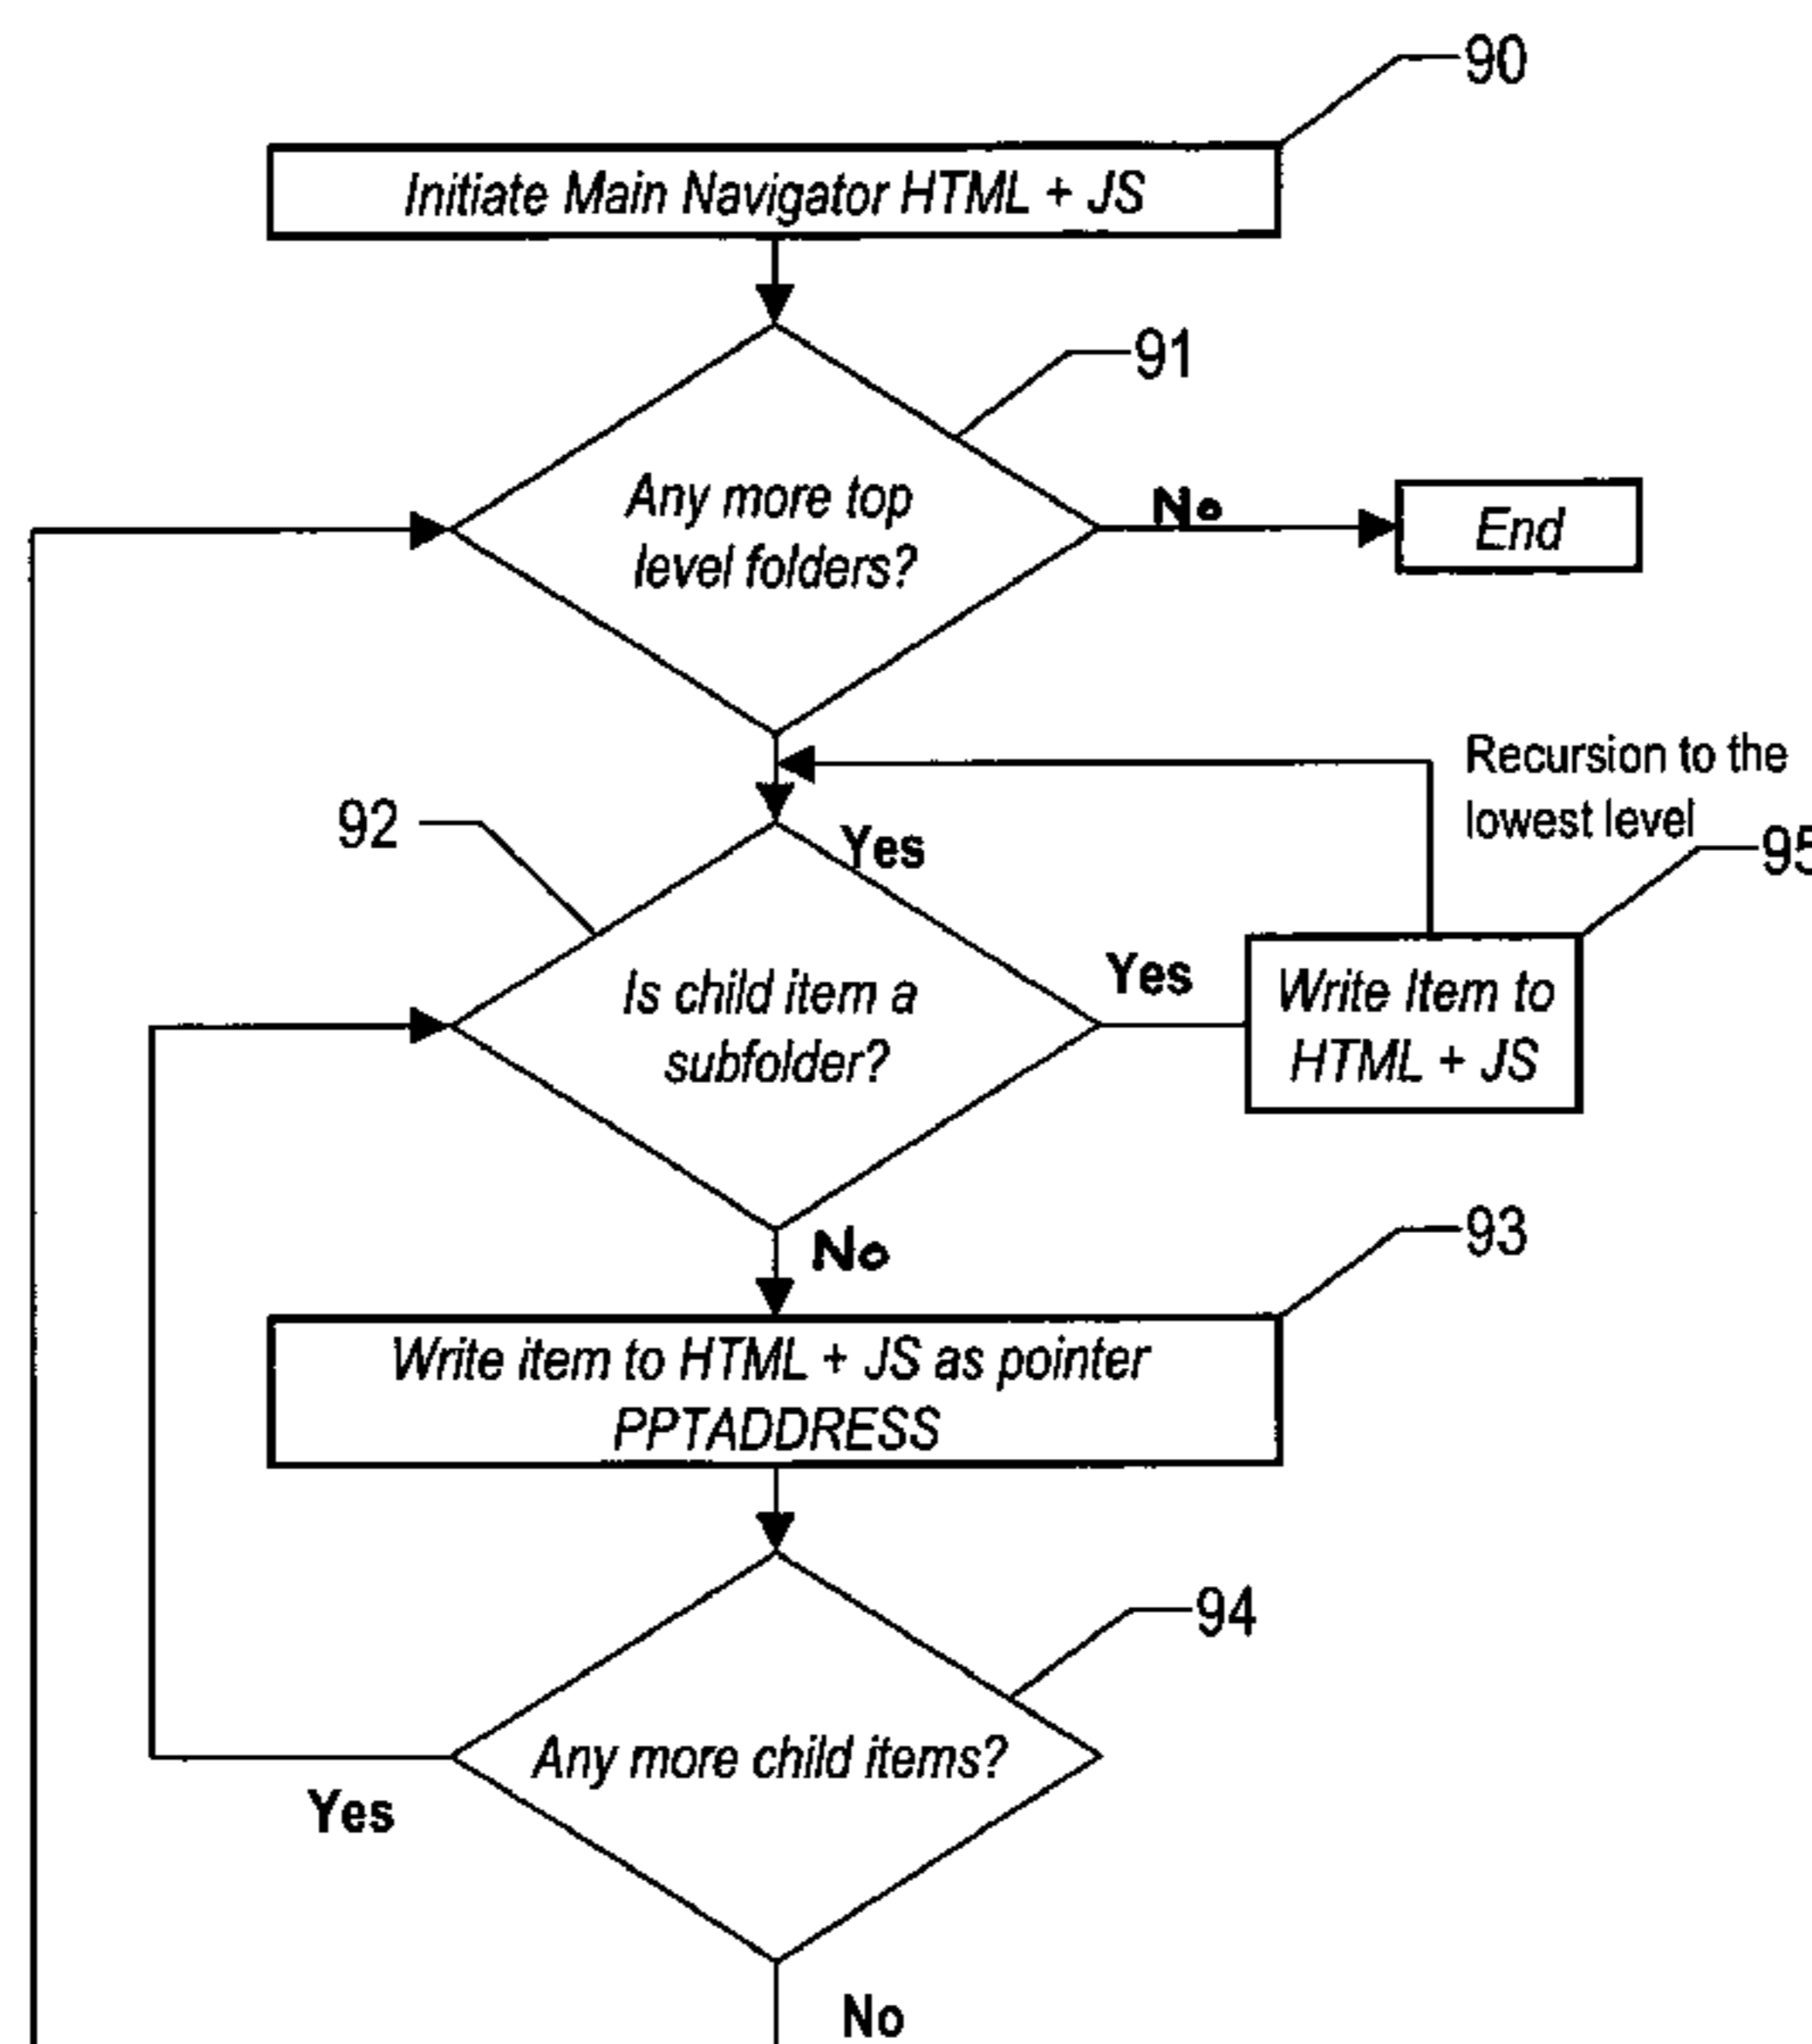 90
Initiate Main Navigator HTML + JS
91
Any more top
level folders?
No
End
Recursion to the
lowest level
92
Yes
95
Is child item a
subfolder?
Yes
Write Item to
HTML + JS
No
93
Write item to HTML + JS as pointer
PPTADDRESS
94
Any more child items?
Yes
No